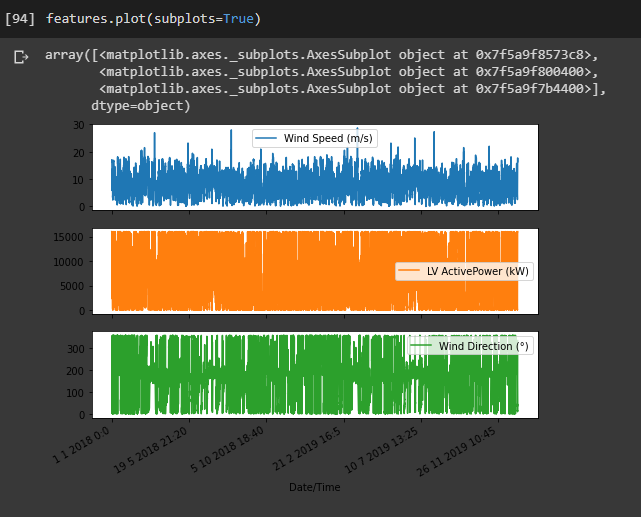 [94] features.plot(subplots=True)
array([<matplotlib.axes._subplots.AxesSubplot object at 0x7f5a9f8573c8>,
<matplotlib.axes._subplots.AxesSubplot object at 0x7f5a9f800400>,
<matplotlib.axes._subplots.AxesSubplot object at 0x7f5a9f7b4400>],
dtype=object)
30
20
10
0
Wind Speed (m/s)
15000
10000
5000
0
LV ActivePower (kW)
300
200
100
0
Wind Direction (°)
1 1 2018 0-0
19 5 2018 21:20
5 10 2018 18:40
21 2 2019 16:5
10 7 2019 13:25
26 11 2019 10:45
Date/Time